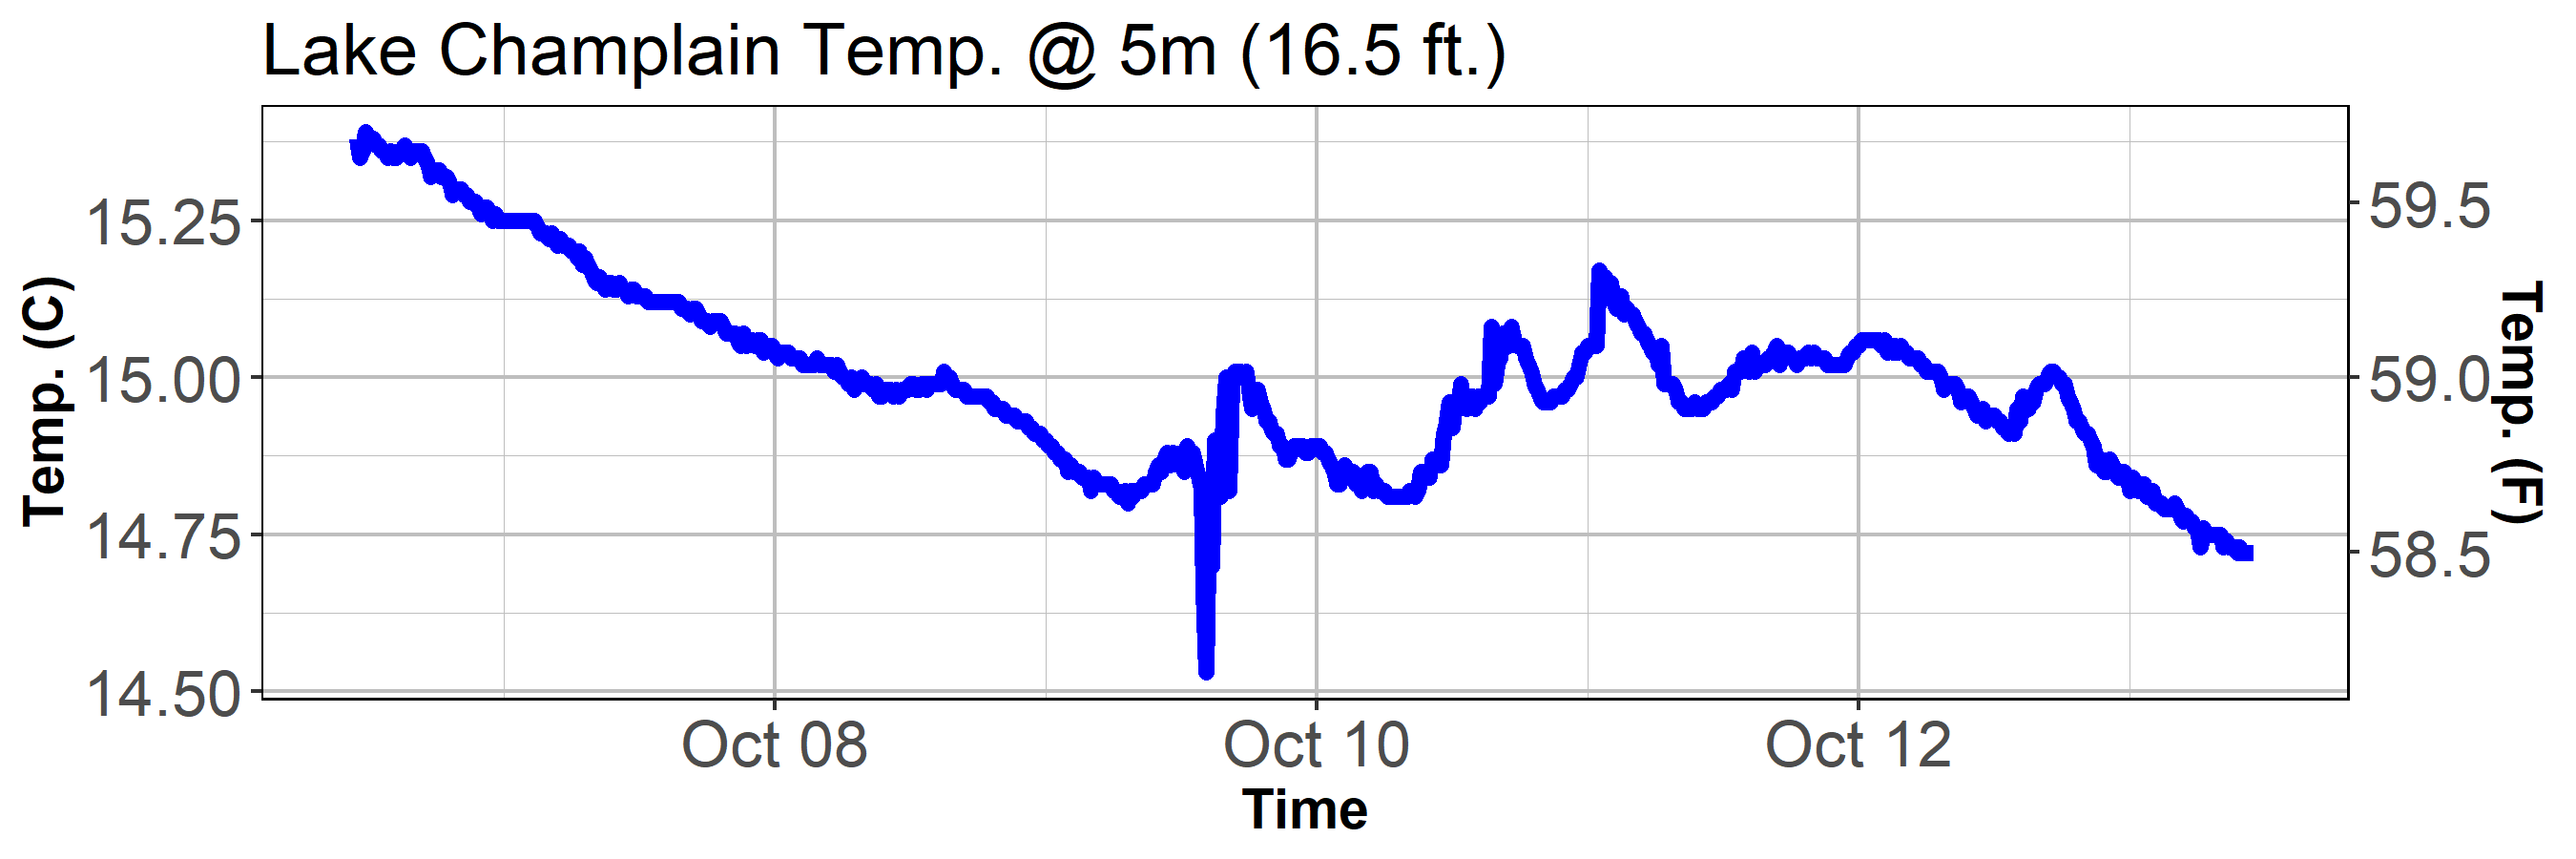 Lake Champlain Temp. @ 5m (16.5 ft.)
Temp. (C)
15.25
15.00
14.75
14.50
59.5
59.0
58.5
Temp. (F)
Oct 08
Oct 10
Oct 12
Time